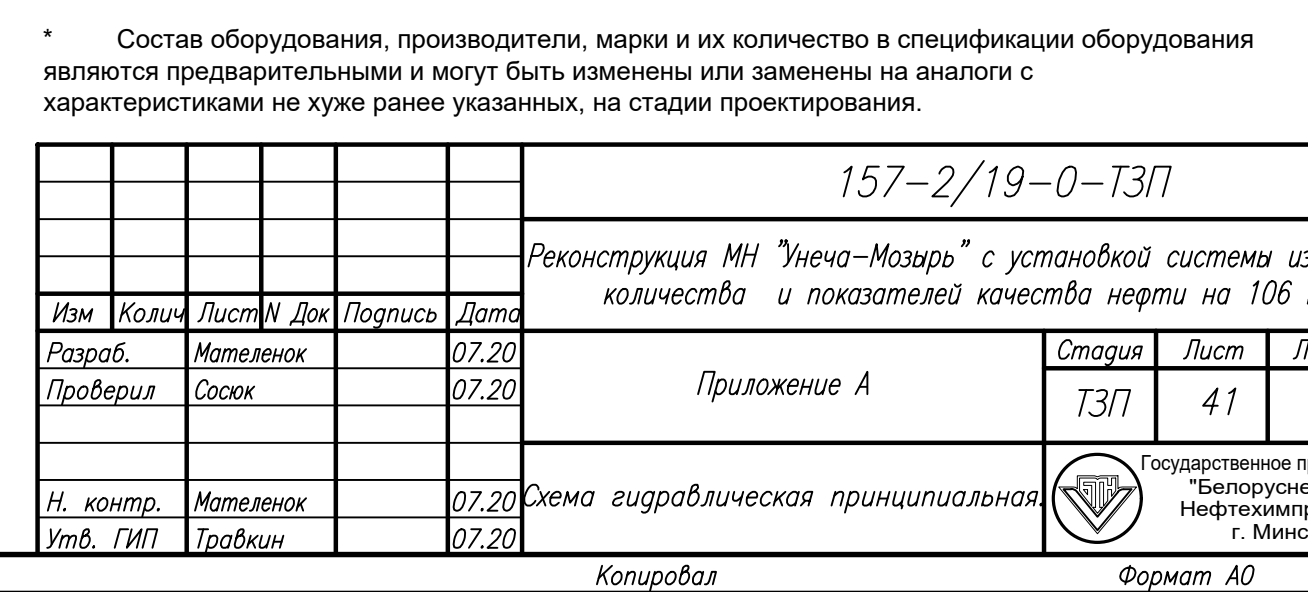 * Состав оборудования, производители, марки и их количество в спецификации оборудования
являются предварительными и могут быть изменены или заменены на аналоги с
характеристиками не хуже ранее указанных, на стадии проектирования.
157-2/19-0-ТЗП
Реконструкция МН "Унеча-Мозырь" с установкой системы
количества и показателей качества нефти на 106
Изм Колич Лист N Док Подпись Дата
Разраб. Мателенок 07.20
Проверил Сосюк 07.20
Приложение А
Стадия Лист
ТЗП 41
Н. контр. Мателенок 07.20
Утв. ГИП Травкин 07.20
Схема гидравлическая принципиальная.
БТН
Государственное
г.
Копировал Формат А0